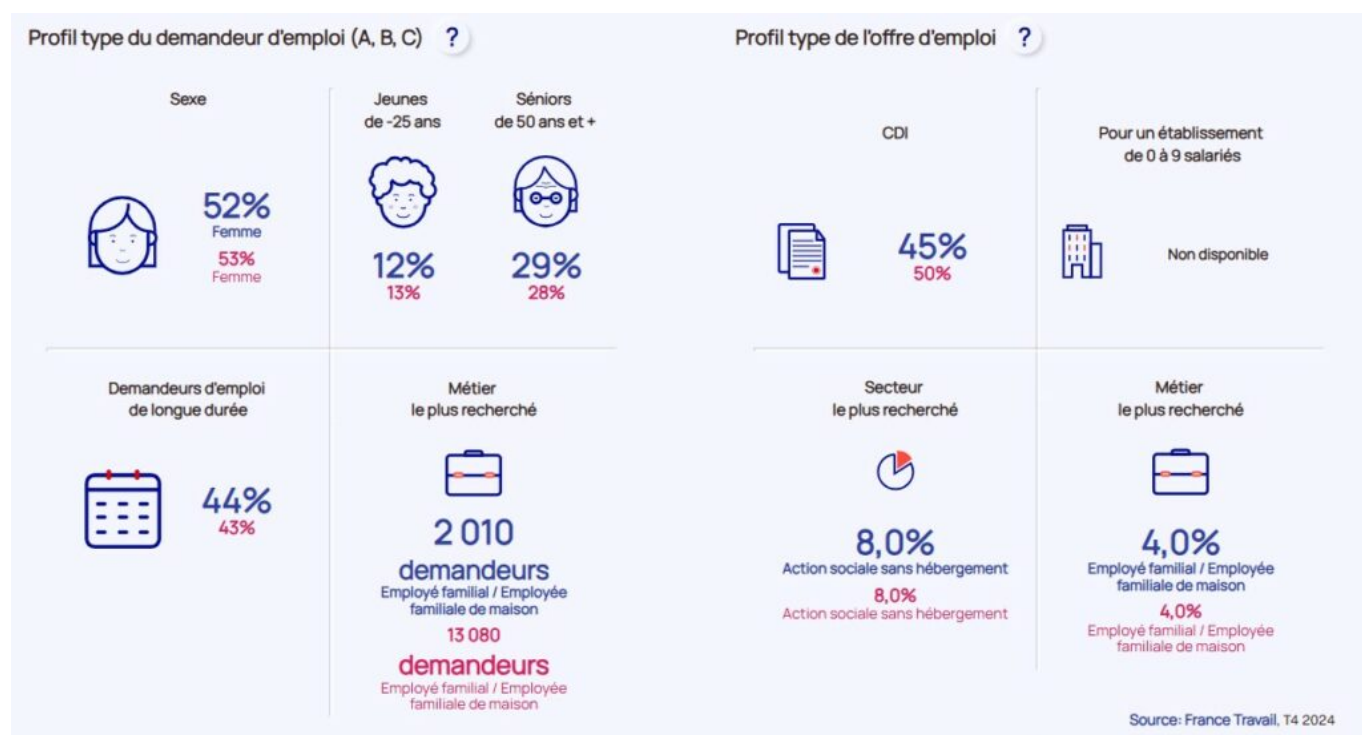 Profil type du demandeur d'emploi (A, B, C) ?
Sexe
52%
Femme
53%
Femme
Jeunes
de -25 ans
12%
13%
Séniors
de 50 ans et +
29%
28%
Demandeurs d'emploi
de longue durée
44%
43%
Métier
le plus recherché
2 010
demandeurs
Employé familial / Employée
familiale de maison
13 080
demandeurs
Employé familial / Employée
familiale de maison
Profil type de l'offre d'emploi ?
CDI
45%
50%
Pour un établissement
de 0 à 9 salariés
Non disponible
Secteur
le plus recherché
8,0%
Action sociale sans hébergement
8,0%
Action sociale sans hébergement
Métier
le plus recherché
4,0%
Employé familial / Employée
familiale de maison
4,0%
Employé familial / Employée
familiale de maison
Source: France Travail, T4 2024